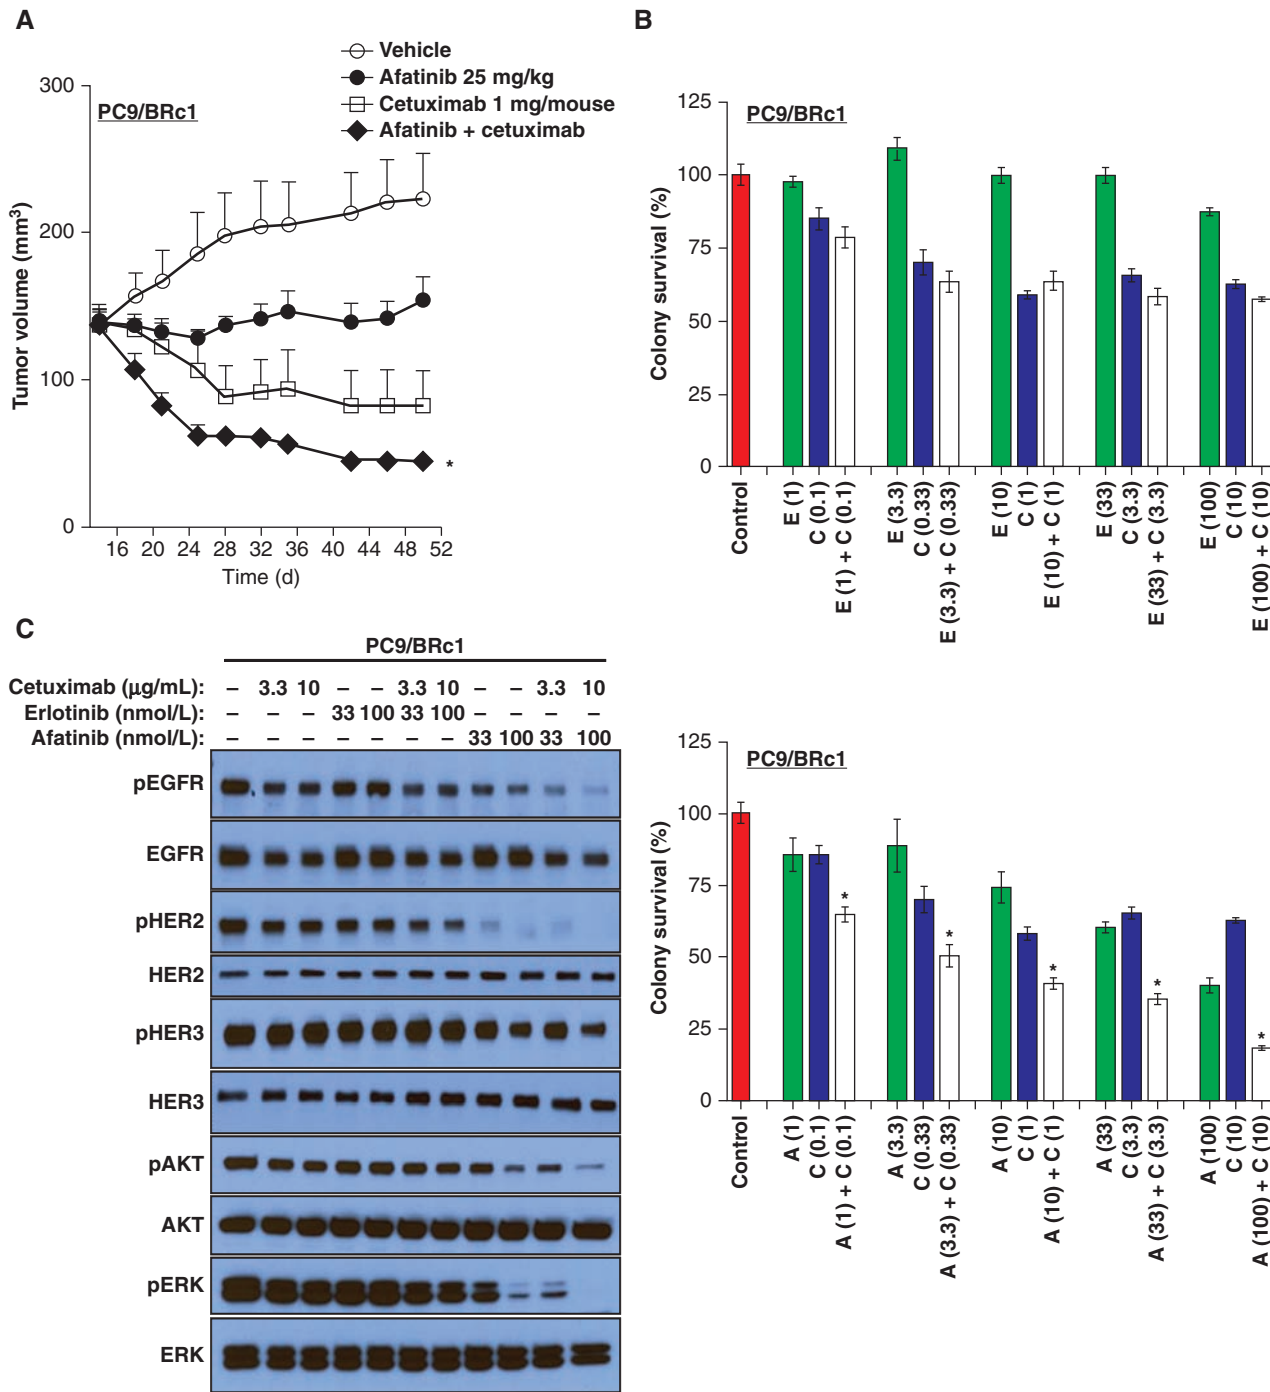 A
Vehicle
Afatinib 25 mg/kg
Cetuximab 1 mg/mouse
Afatinib + cetuximab
PC9/BRc1
Tumor volume (mm³)
300
200
100
0
*
16 20 24 28 32 36 40 44 48 52
Time (d)
B
PC9/BRc1
Colony survival (%)
125
100
75
50
25
0
Control
E (1)
C (0.1)
E (1) + C (0.1)
E (3.3)
C (0.33)
E (3.3) + C (0.33)
E (10)
C (1)
E (10) + C (1)
E (33)
C (3.3)
E (33) + C (3.3)
E (100)
C (10)
E (100) + C (10)
PC9/BRc1
Colony survival (%)
125
100
75
50
25
0
*
*
*
*
*
Control
A (1)
C (0.1)
A (1) + C (0.1)
A (3.3)
C (0.33)
A (3.3) + C (0.33)
A (10)
C (1)
A (10) + C (1)
A (33)
C (3.3)
A (33) + C (3.3)
A (100)
C (10)
A (100) + C (10)
C
PC9/BRc1
Cetuximab (μg/mL): – 3.3 10 – – 3.3 10 – – 3.3 10
Erlotinib (nmol/L): – – – 33 100 33 100 – – – –
Afatinib (nmol/L): – – – – – – – 33 100 33 100
pEGFR
EGFR
pHER2
HER2
pHER3
HER3
pAKT
AKT
pERK
ERK